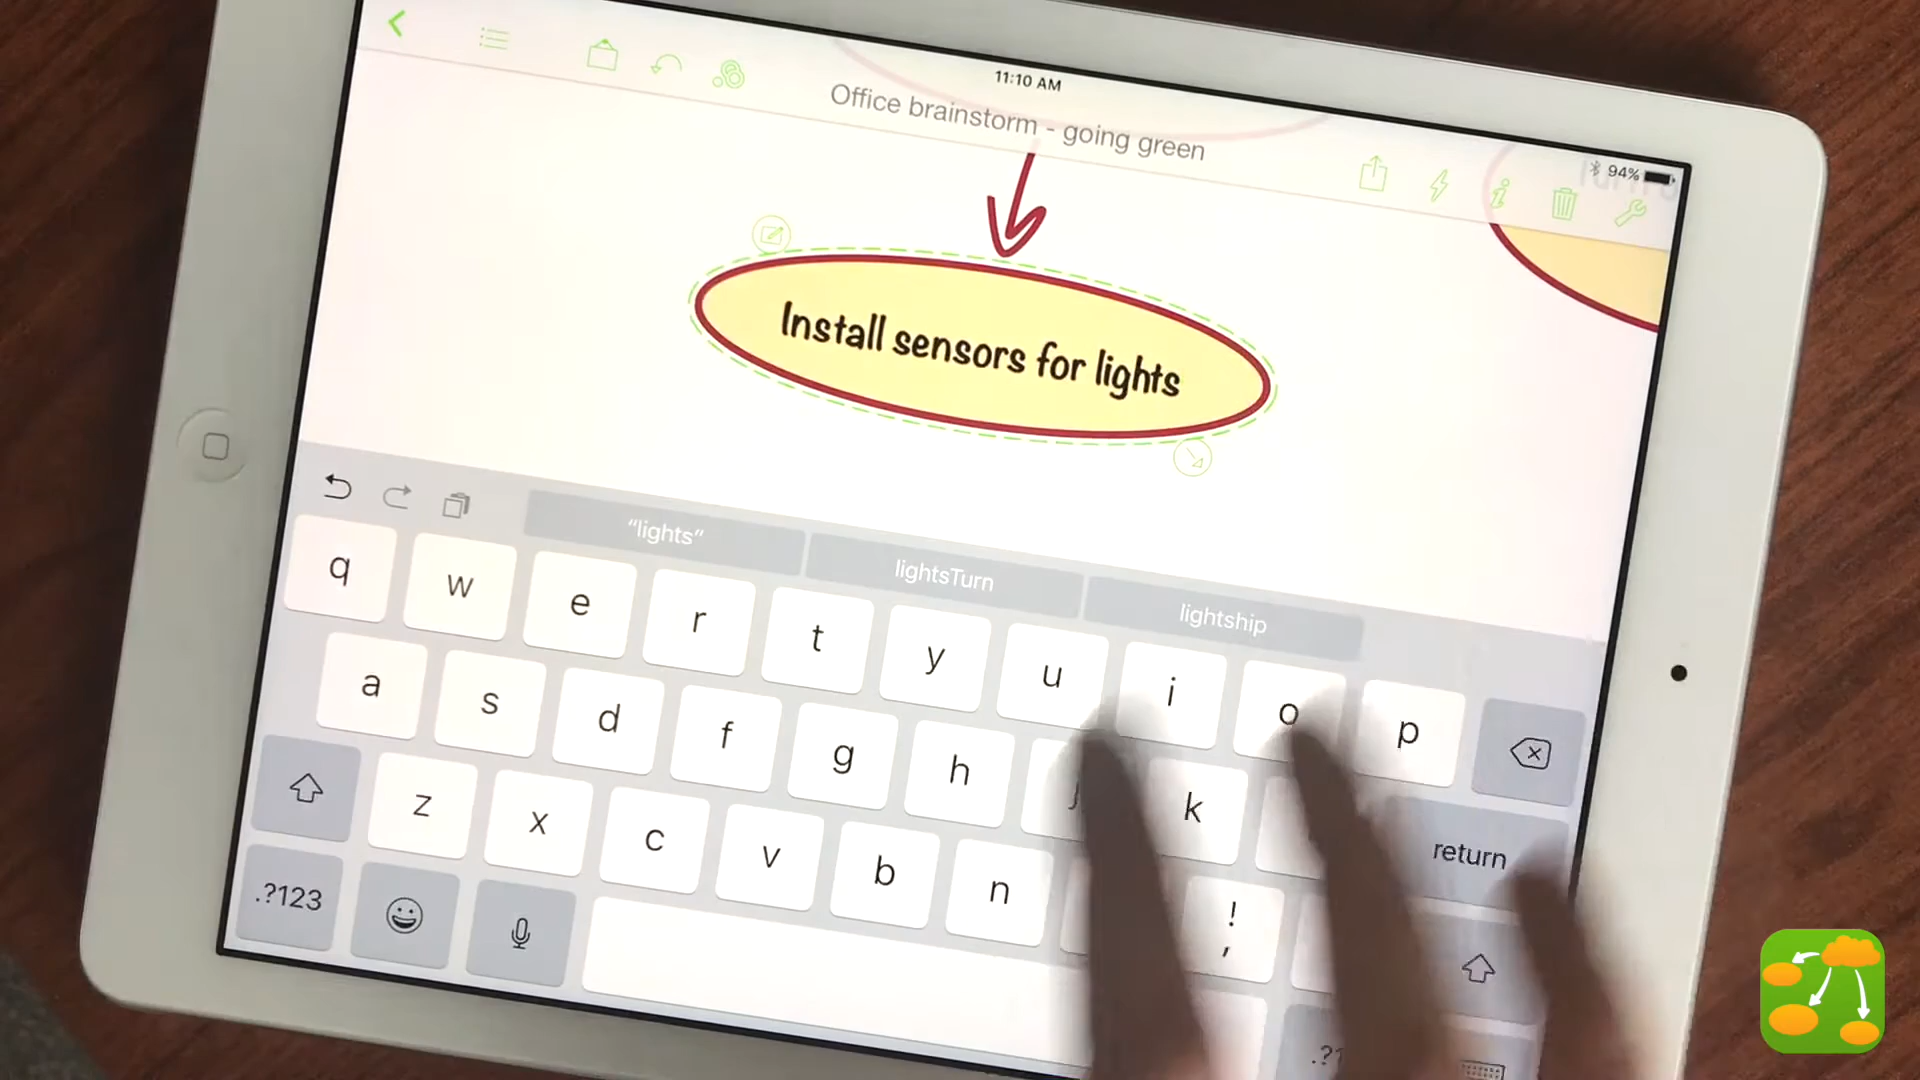 11:10 AM
94%
Office brainstorm - going green
Install sensors for lights
“lights”
lightsTurn
lightship
q w e r t y u i o p
a s d f g h k
return
z x c v b n ! ,
.?123